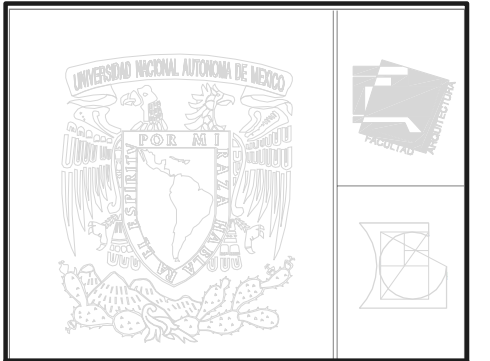 UNIVERSIDAD NACIONAL AUTONOMA DE MEXICO
POR MI RAZA HABLARA EL ESPIRITU
FACULTAD ARQUITECTURA